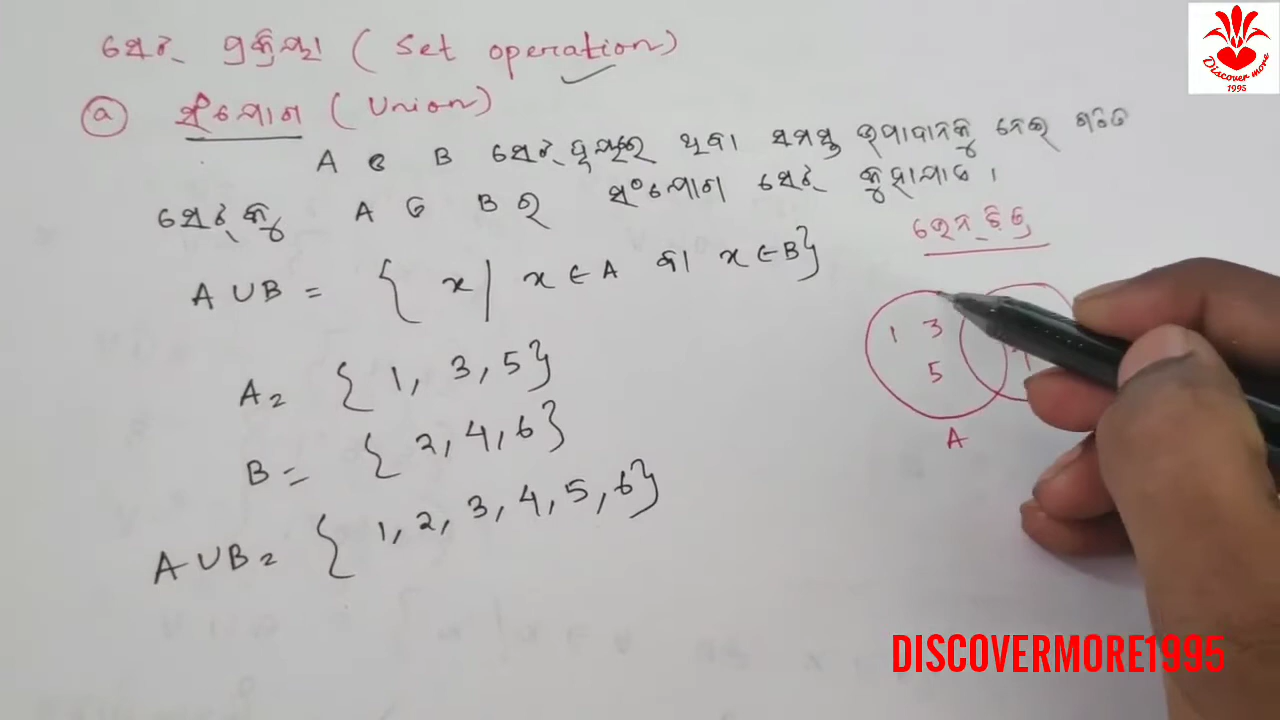 ସେଟ୍ ପ୍ରକ୍ରିୟା ( Set operation )
ⓐ ସଂଯୋଗ ( Union )
A ଓ B ସେଟ୍ ଦ୍ୱୟରେ ଥିବା ସମସ୍ତ ଉପାଦାନକୁ ନେଇ ଗଠିତ
ସେଟ୍ କୁ A ଓ B ର ସଂଯୋଗ ସେଟ୍ କୁହାଯାଏ ।
A ∪ B = { x | x ∈ A ବା x ∈ B }
ଭେନ୍ ଚିତ୍ର
A = { 1, 3, 5 }
B = { 2, 4, 6 }
A ∪ B = { 1, 2, 3, 4, 5, 6 }
1 3
5
A
Discover more
1995
DISCOVERMORE1995